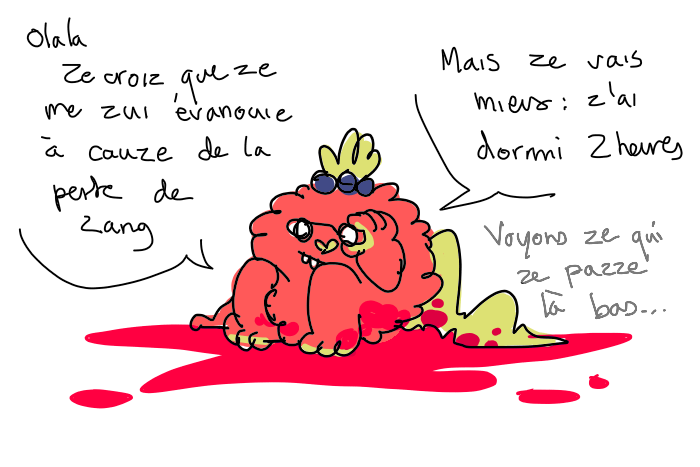 Olala
Ze croiz que ze
me zui évanouie
à cauze de la
perte de
zang
Mais ze vais
mieux : z'ai
dormi 2 heures
Voyons ze qui
ze pazze
là bas...